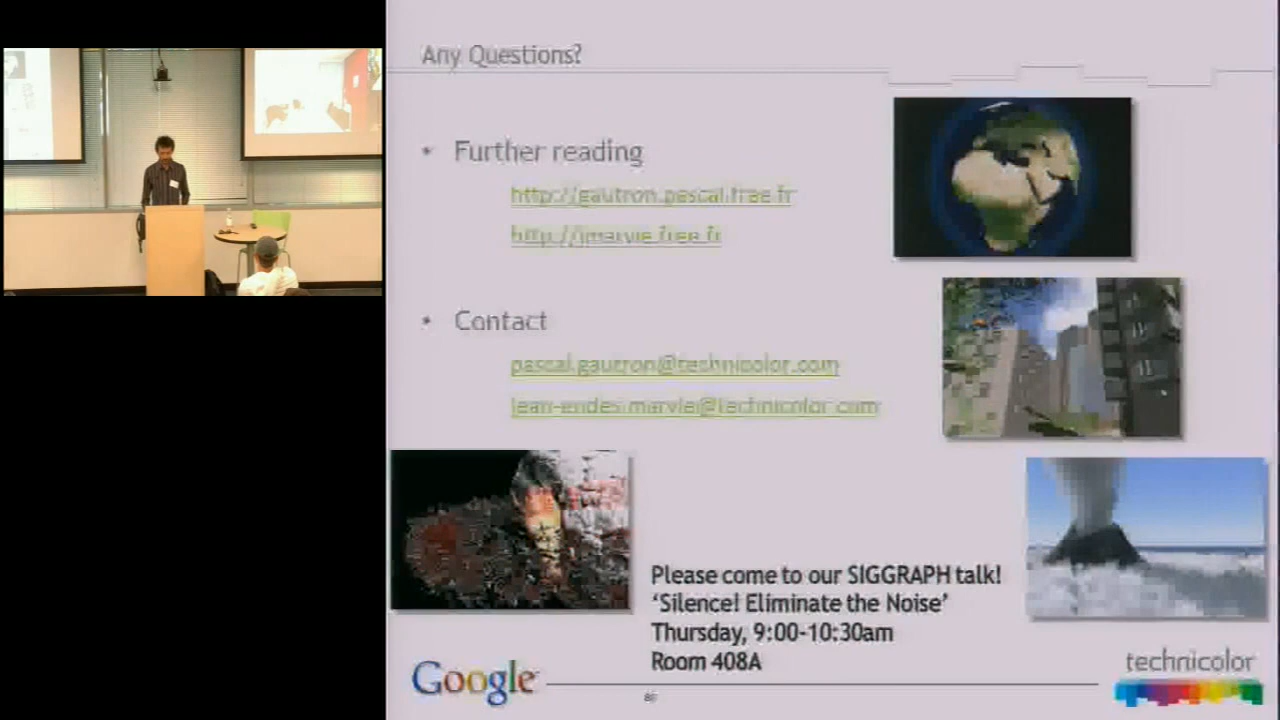 Any Questions?
• Further reading
http://gautron.pascal.free.fr
http://jmarvie.free.fr
• Contact
pascal.gautron@technicolor.com
jean-eudes.marvie@technicolor.com
Please come to our SIGGRAPH talk!
‘Silence! Eliminate the Noise’
Thursday, 9:00-10:30am
Room 408A
Google
technicolor